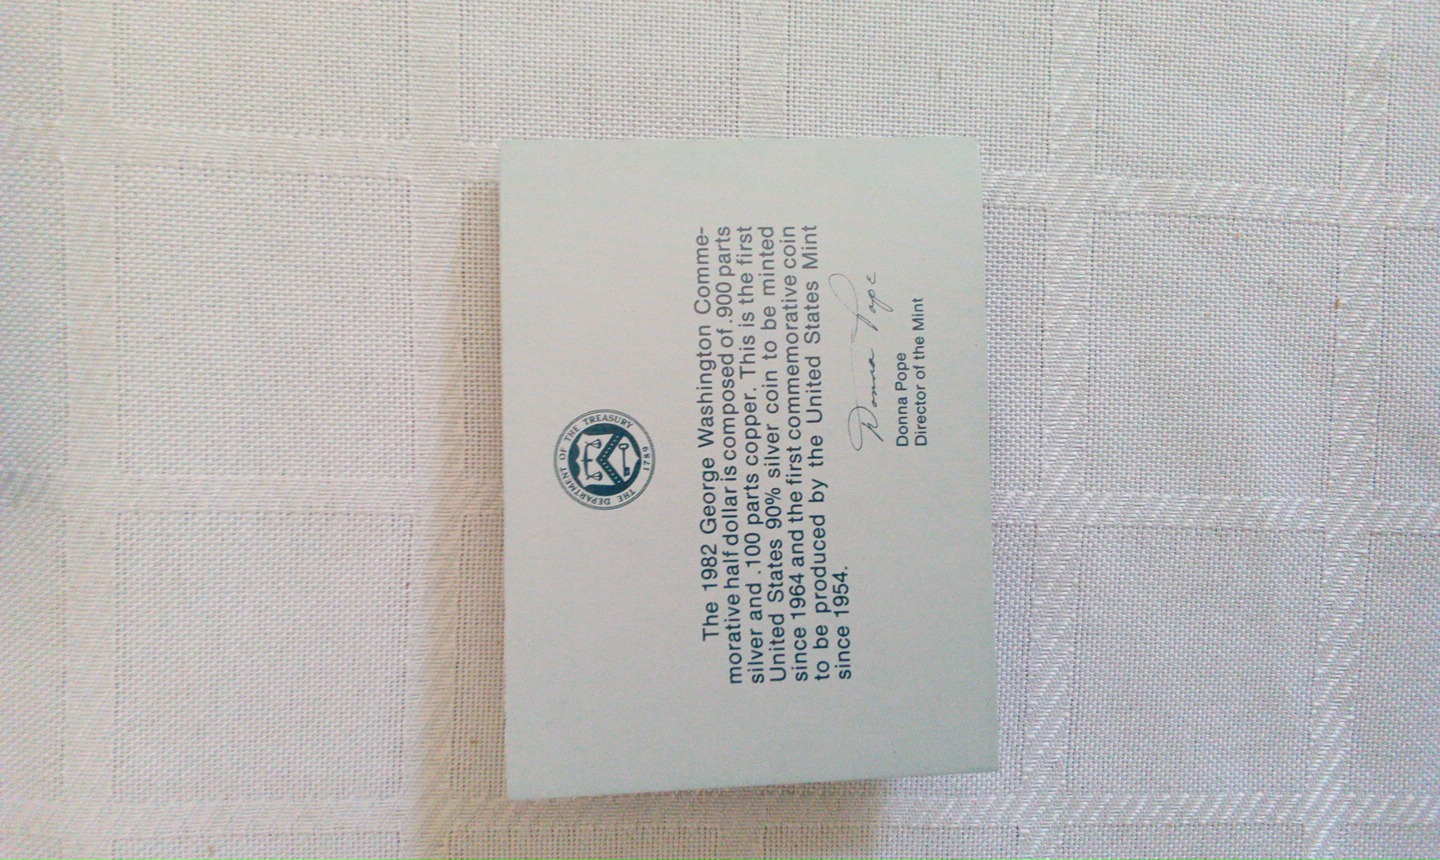 THE DEPARTMENT OF THE TREASURY
1789
The 1982 George Washington Comme-
morative half dollar is composed of .900 parts
silver and .100 parts copper. This is the first
United States 90% silver coin to be minted
since 1964 and the first commemorative coin
to be produced by the United States Mint
since 1954.
Donna Pope
Donna Pope
Director of the Mint